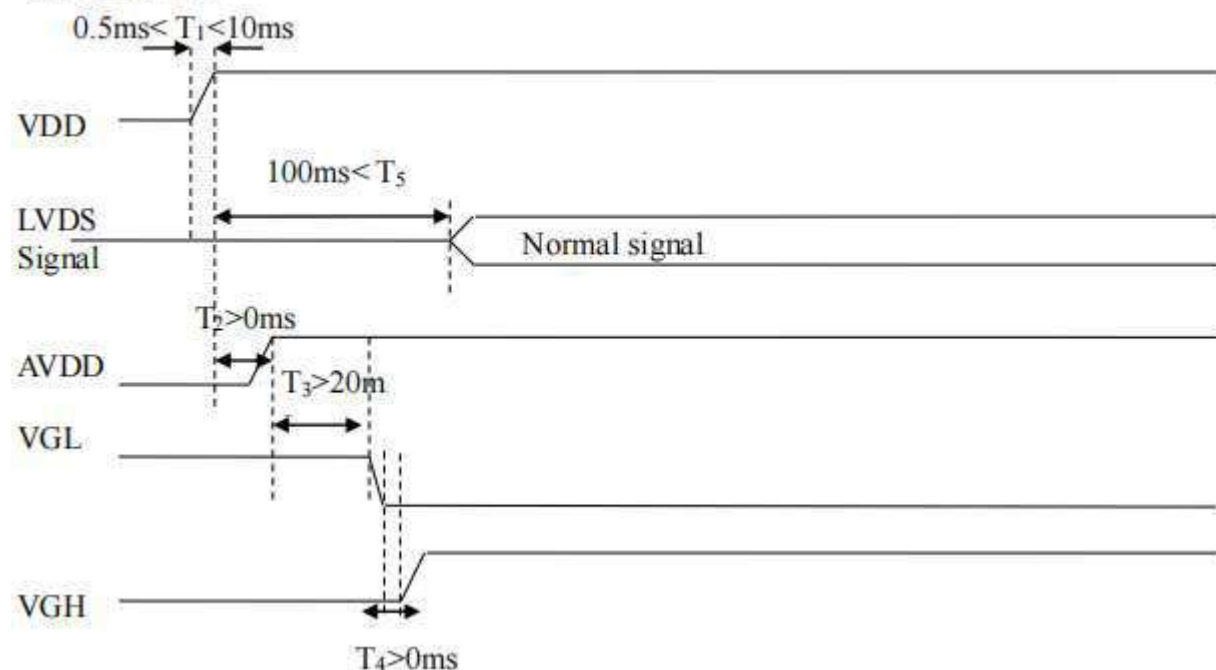 0.5ms< T₁<10ms
VDD
100ms< T₅
LVDS
Signal
Normal signal
T₂>0ms
AVDD
T₃>20m
VGL
VGH
T₄>0ms